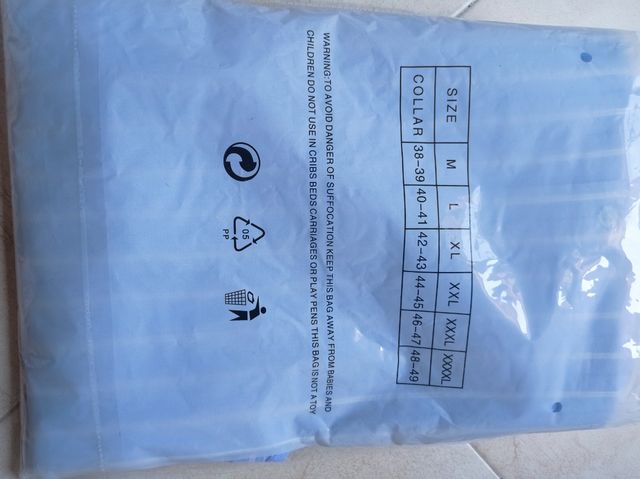 SIZE M L XL XXL XXXL XXXXL
COLLAR 38-39 40-41 42-43 44-45 46-47 48-49
WARNING:TO AVOID DANGER OF SUFFOCATION KEEP THIS BAG AWAY FROM BABIES AND
CHILDREN DO NOT USE IN CRIBS BEDS CARRIAGES OR PLAY PENS THIS BAG IS NOT A TOY
05
PP